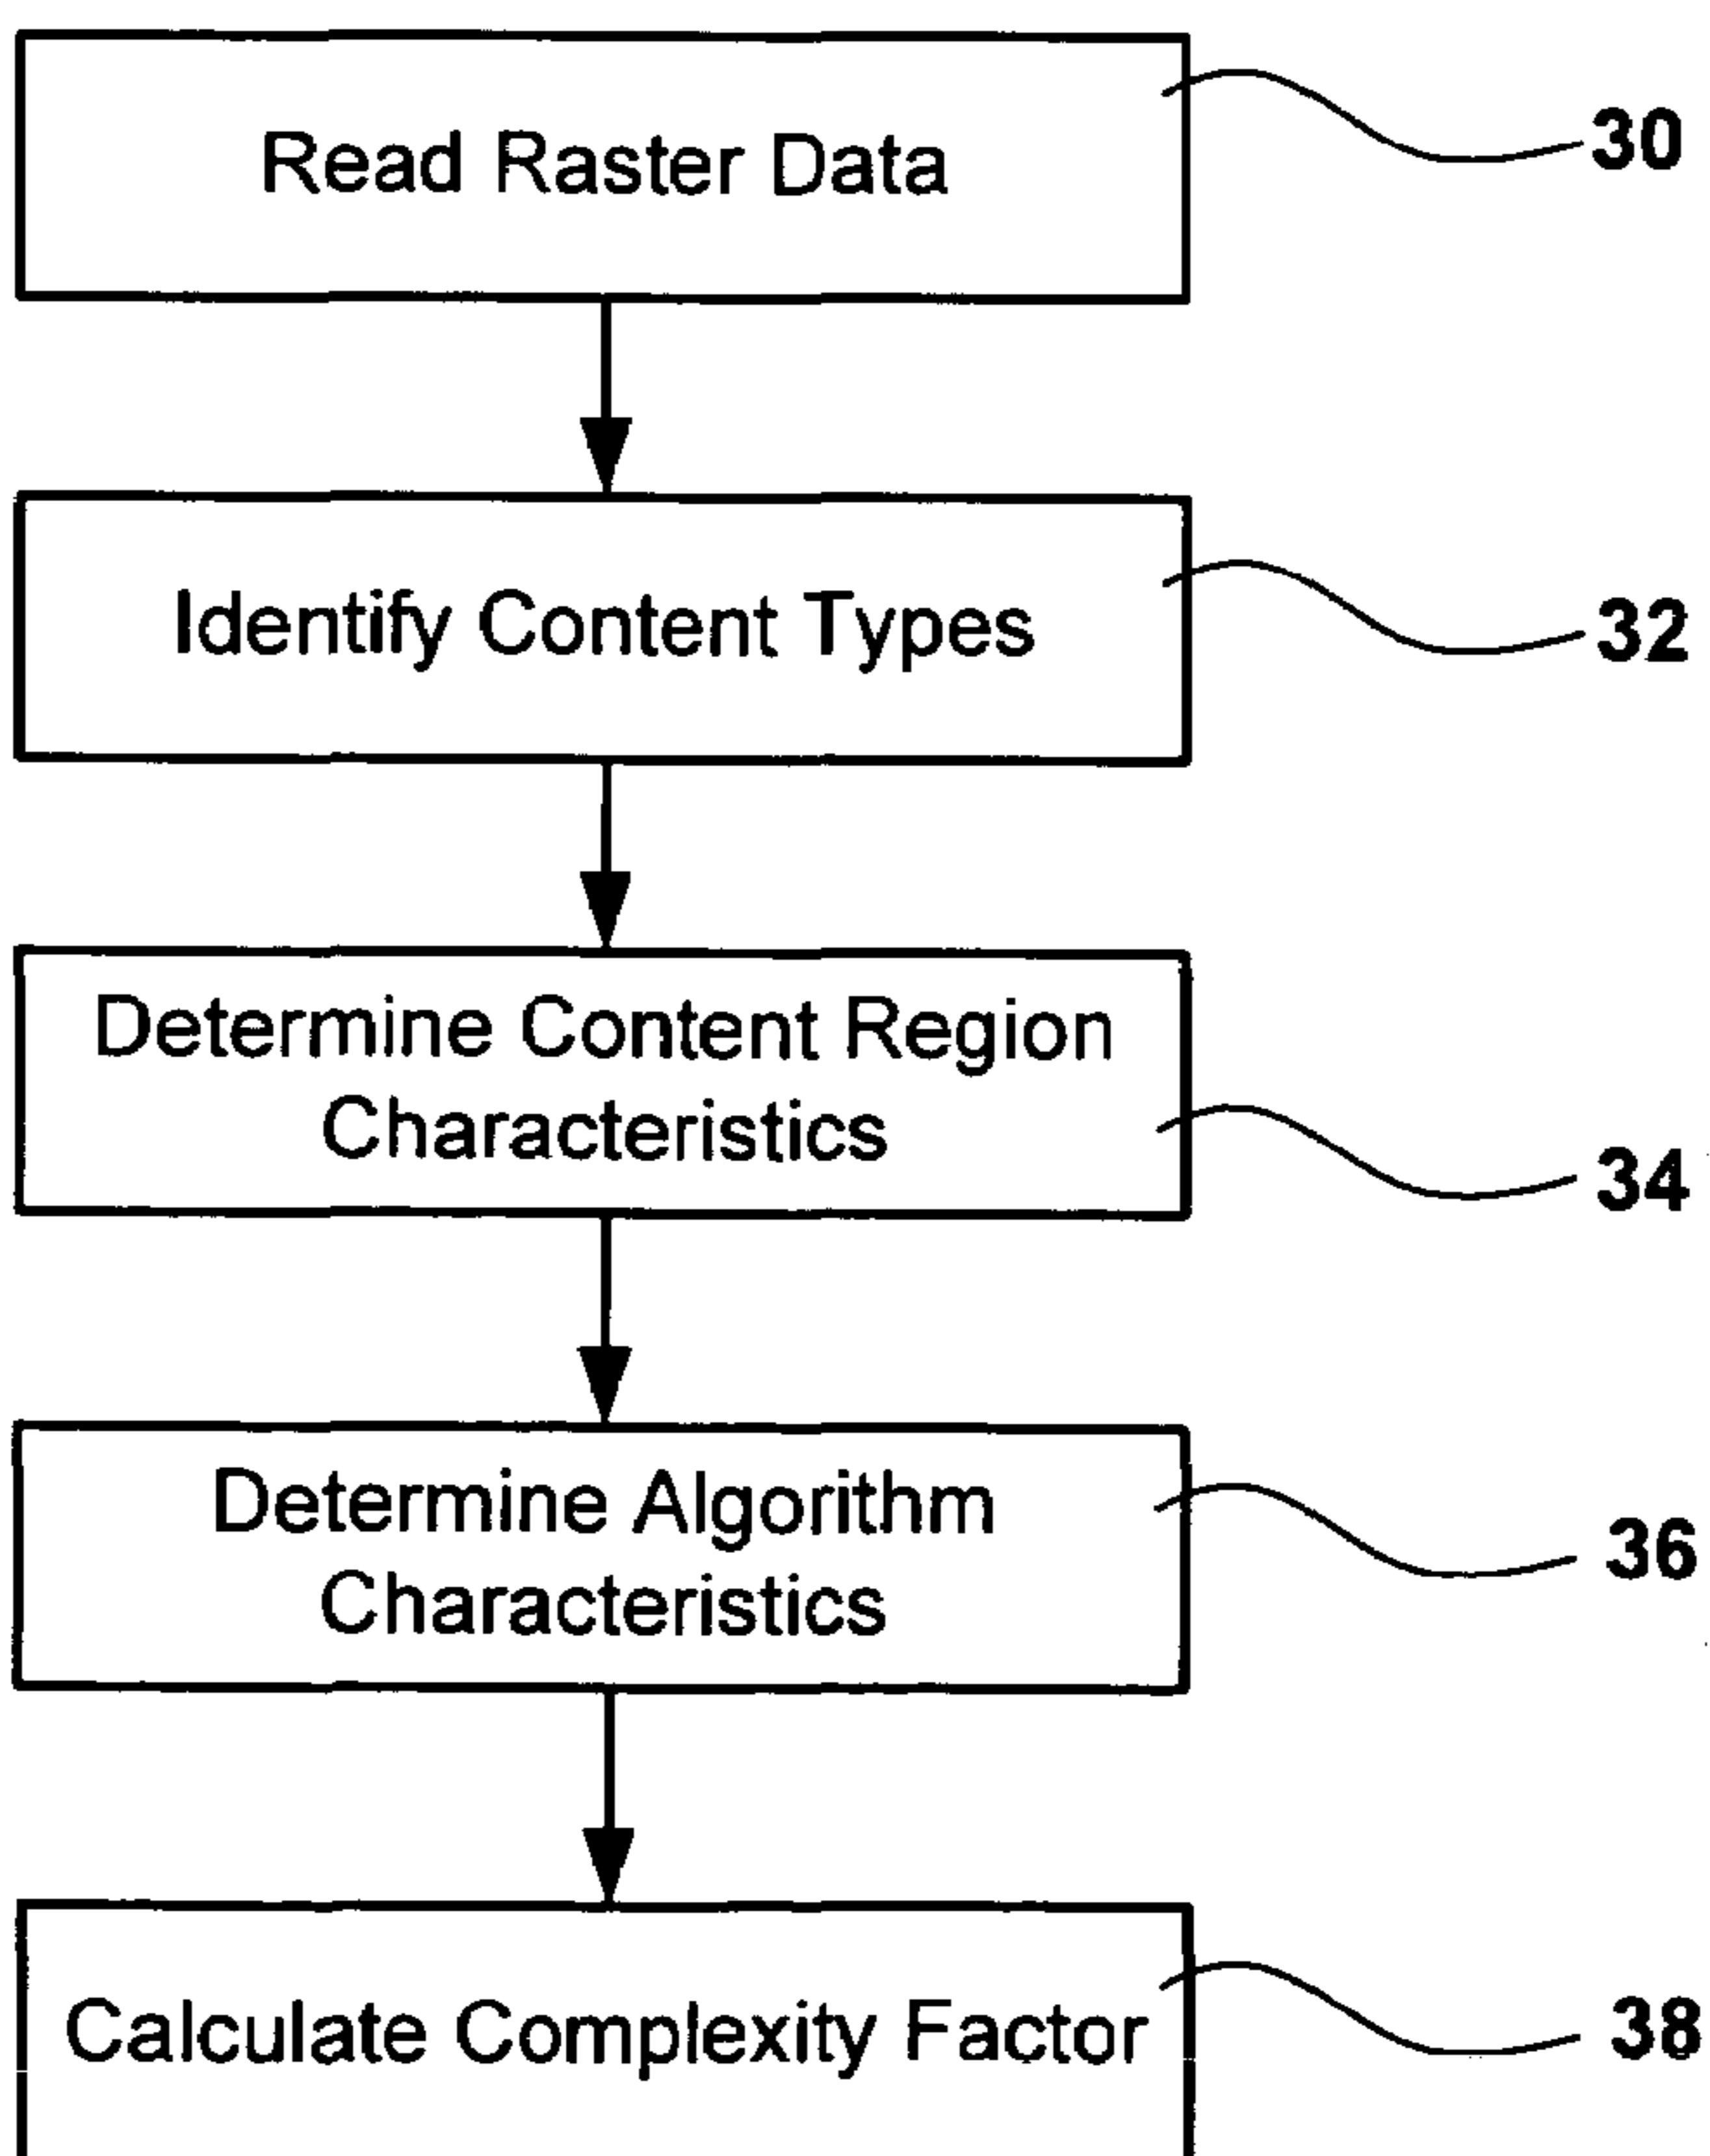 Read Raster Data
30
Identify Content Types
32
Determine Content Region
Characteristics
34
Determine Algorithm
Characteristics
36
Calculate Complexity Factor
38